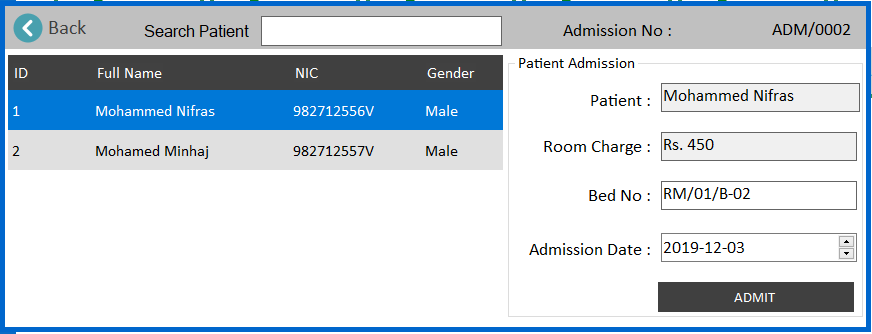 Back Search Patient Admission No : ADM/0002
ID Full Name NIC Gender
1 Mohammed Nifras 982712556V Male
2 Mohamed Minhaj 982712557V Male
Patient Admission
Patient : Mohammed Nifras
Room Charge : Rs. 450
Bed No : RM/01/B-02
Admission Date : 2019-12-03
ADMIT